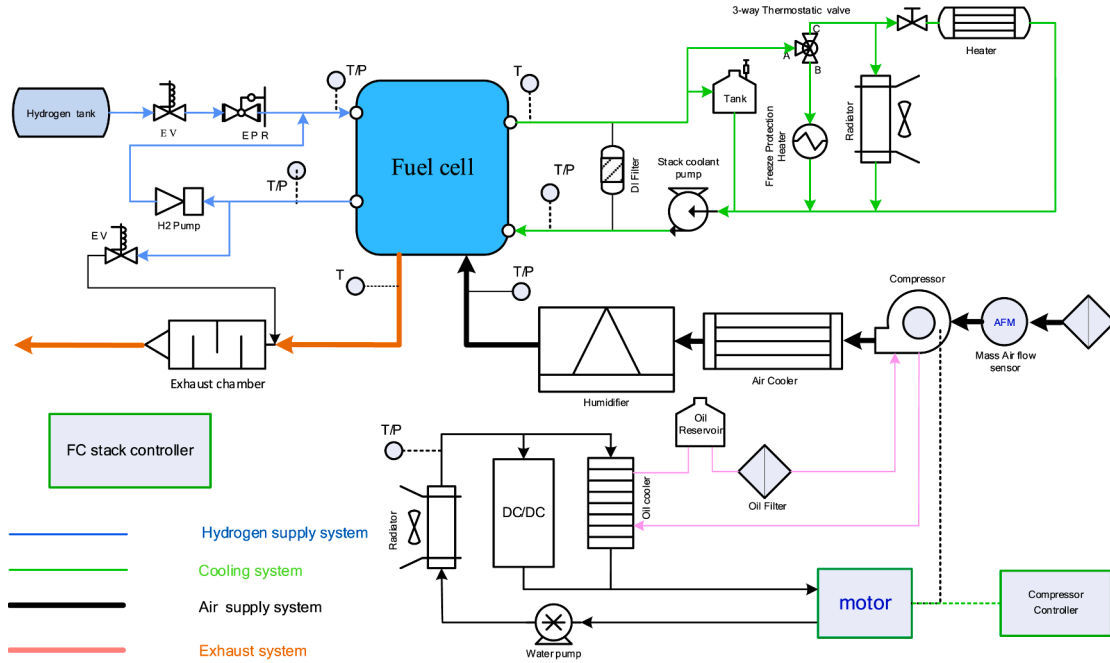 3-way Thermostatic valve
C
A
B
Heater
T/P
T
Hydrogen tank
EV
EPR
Fuel cell
Tank
Freeze Protection
Heater
Radiator
DI Filter
Stack coolant
pump
T/P
T/P
H2 Pump
EV
T
T/P
Compressor
AFM
Mass Air flow
sensor
Exhaust chamber
Humidifier
Air Cooler
FC stack controller
T/P
Oil
Reservoir
Radiator
DC/DC
Oil cooler
Oil Filter
Hydrogen supply system
Cooling system
Air supply system
Exhaust system
motor
Compressor
Controller
Water pump